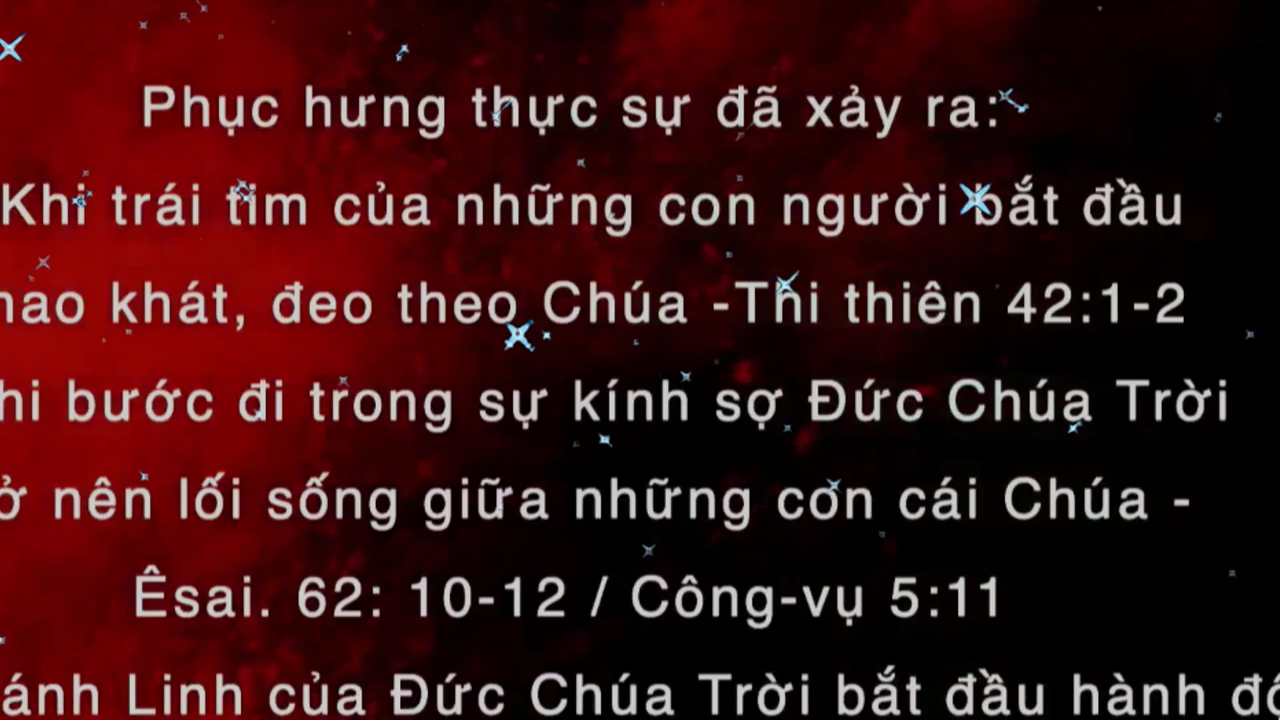 Phục hưng thực sự đã xảy ra:
Khi trái tim của những con người bắt đầu
khát, đeo theo Chúa -Thi thiên 42:1-2
bước đi trong sự kính sợ Đức Chúa Trời
nên lối sống giữa những con cái Chúa -
Êsai. 62: 10-12 / Công-vụ 5:11
Linh của Đức Chúa Trời bắt đầu hành